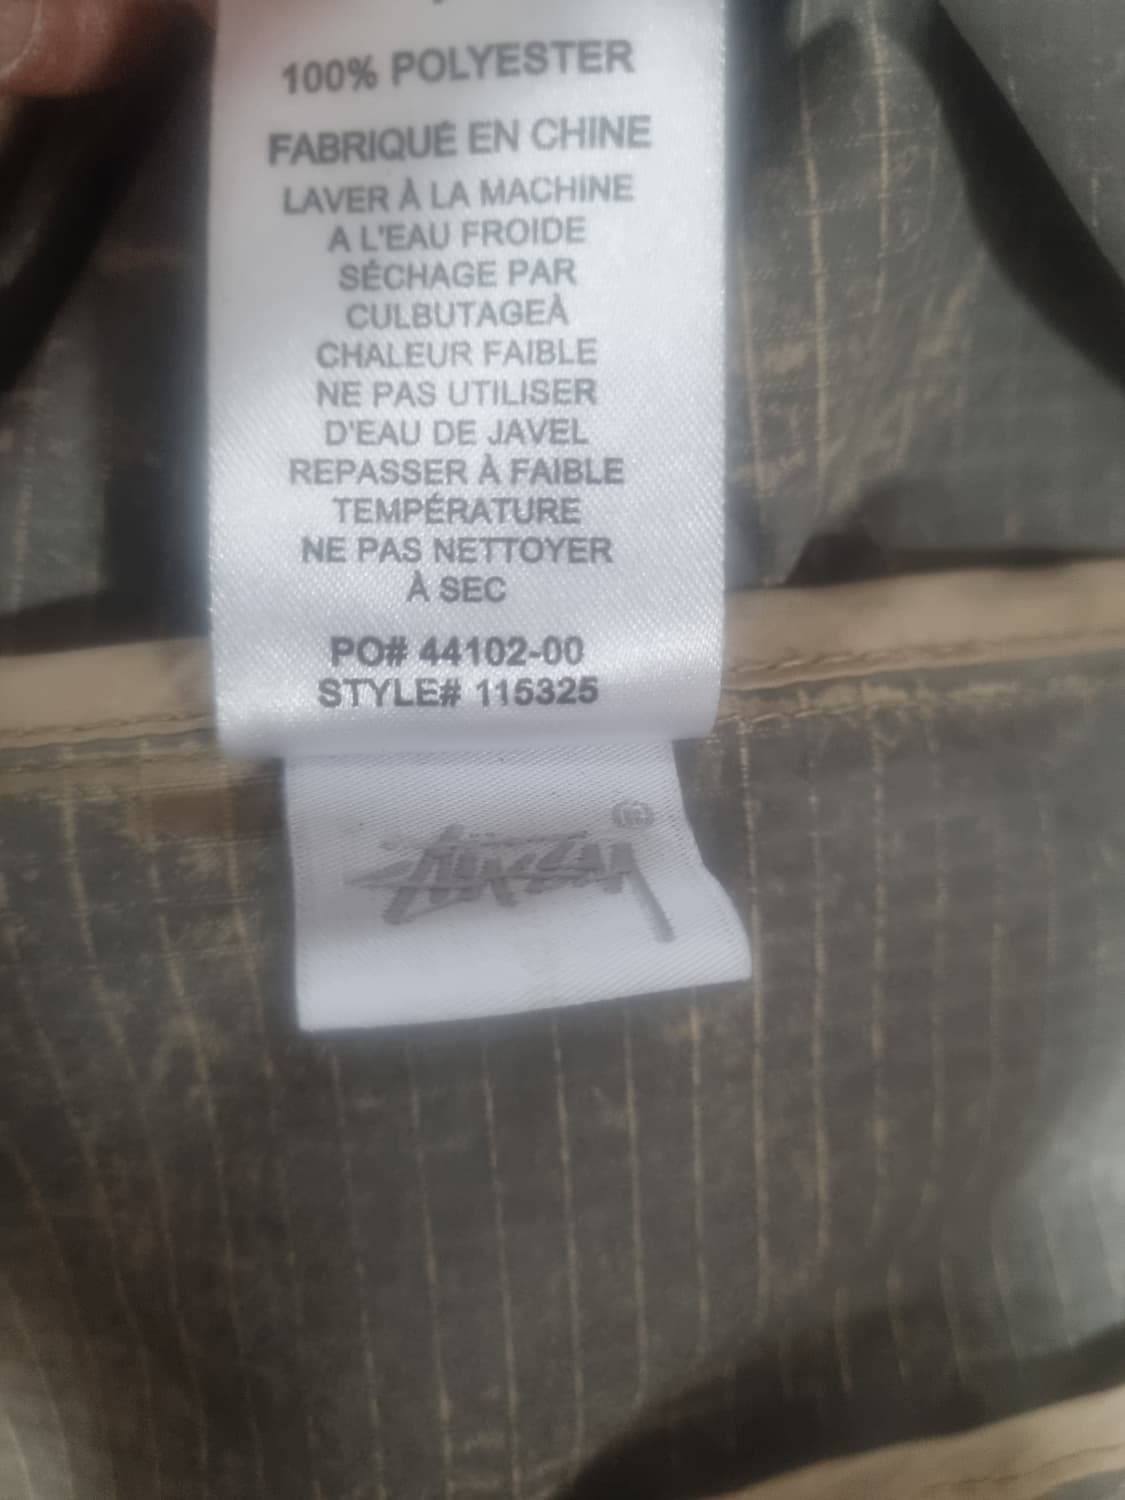 100% POLYESTER
FABRIQUÉ EN CHINE
LAVER À LA MACHINE
A L'EAU FROIDE
SÉCHAGE PAR
CULBUTAGEÀ
CHALEUR FAIBLE
NE PAS UTILISER
D'EAU DE JAVEL
REPASSER À FAIBLE
TEMPÉRATURE
NE PAS NETTOYER
À SEC
PO# 44102-00
STYLE# 115325
STÜSSY ®